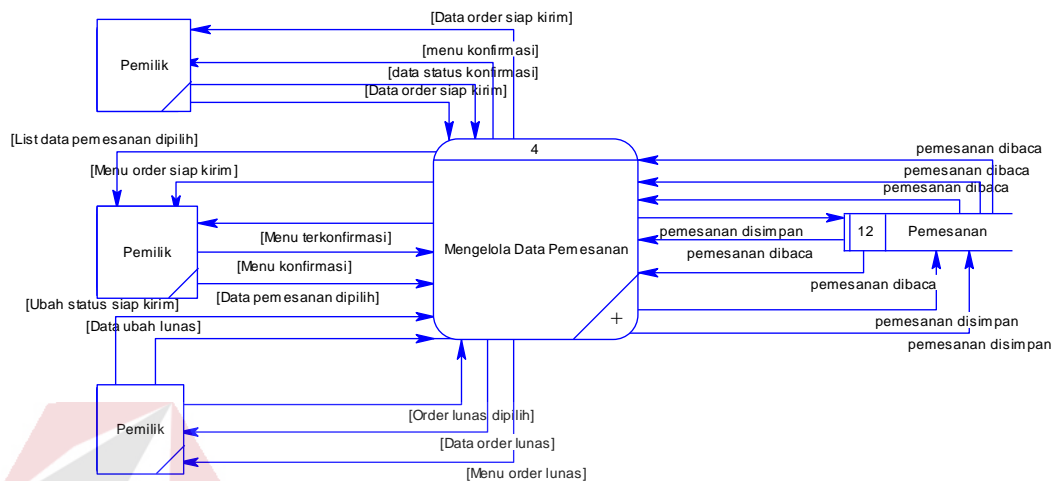 [Data order siap kirim]
Pemilik
[menu konfirmasi]
[data status konfirmasi]
[Data order siap kirim]
[List data pemesanan dipilih]
4
pemesanan dibaca
[Menu order siap kirim]
pemesanan dibaca
pemesanan dibaca
Pemilik
[Menu terkonfirmasi]
Mengelola Data Pemesanan
pemesanan disimpan
12
Pemesanan
pemesanan dibaca
[Menu konfirmasi]
pemesanan dibaca
[Data pemesanan dipilih]
[Ubah status siap kirim]
+
pemesanan disimpan
[Data ubah lunas]
pemesanan disimpan
[Order lunas dipilih]
Pemilik
[Data order lunas]
[Menu order lunas]